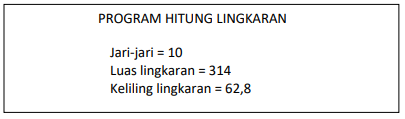 PROGRAM HITUNG LINGKARAN
Jari-jari = 10
Luas lingkaran = 314
Keliling lingkaran = 62,8